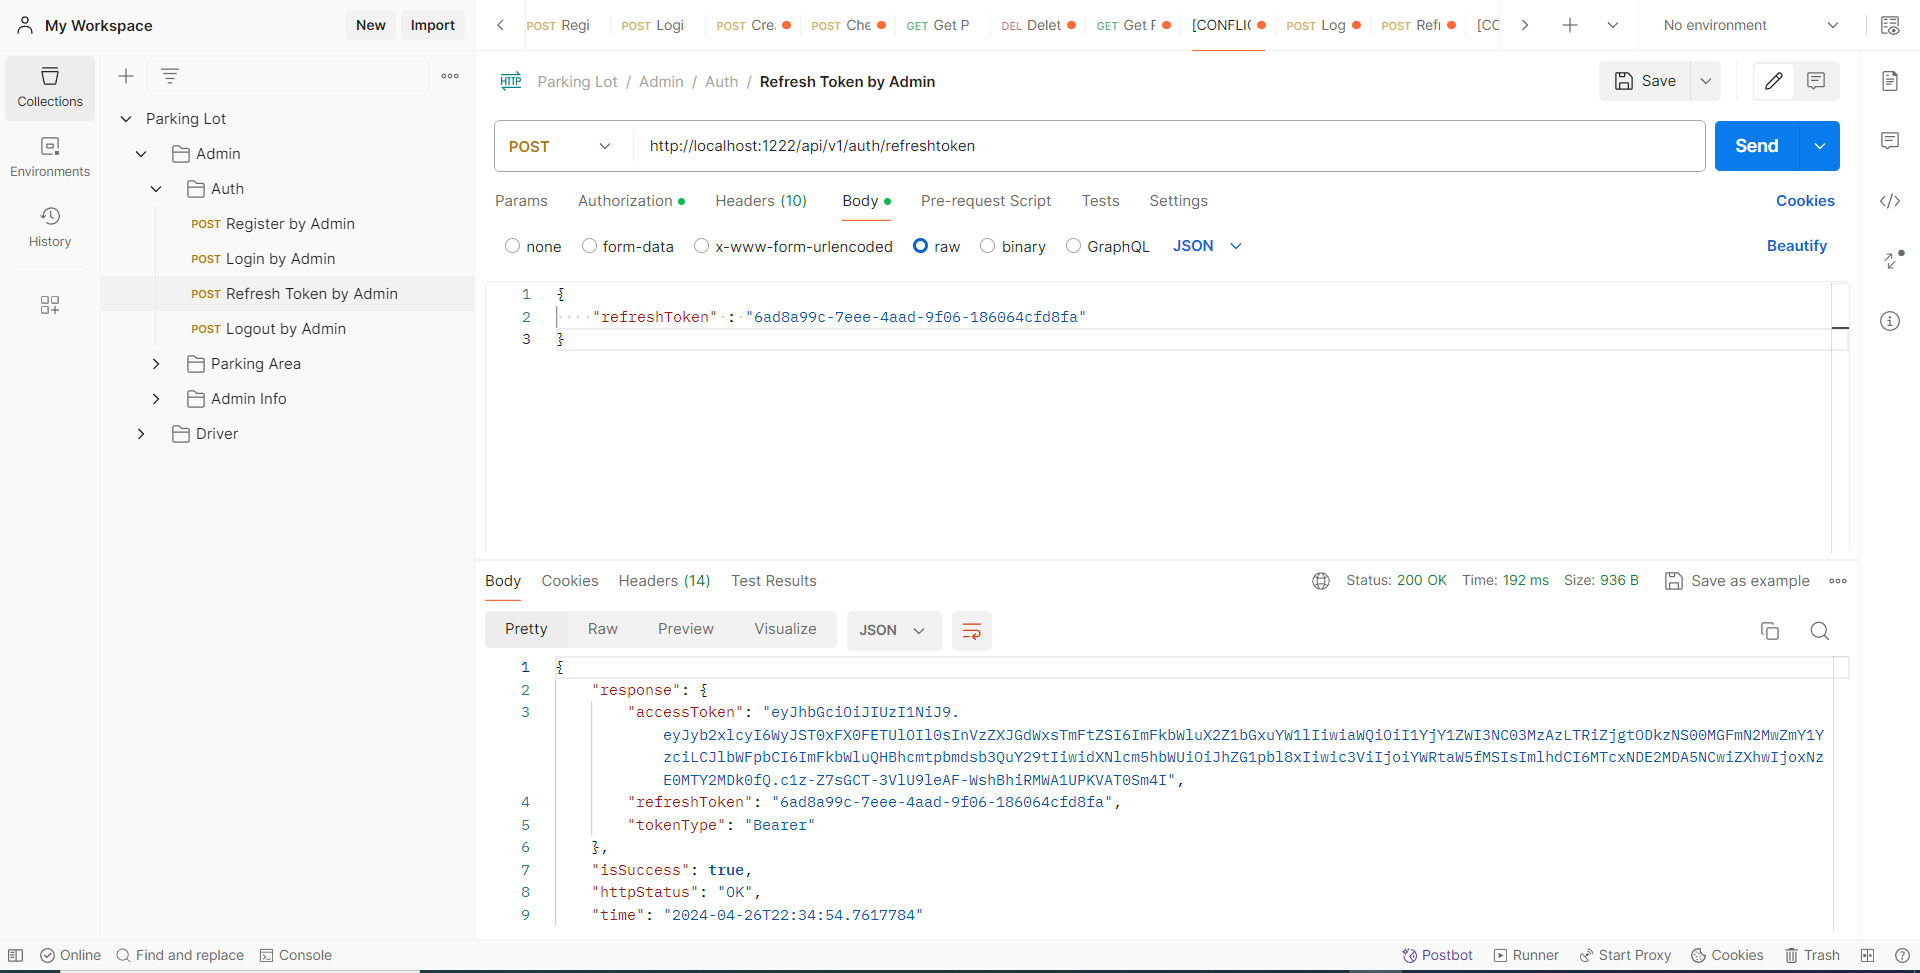 My Workspace
New
Import
POST Regi
POST Logi
POST Cre
POST Che
GET Get P
DEL Delet
GET Get F
[CONFLIC
POST Log
POST Refr
[CC
No environment
Collections
Environments
History
Parking Lot
Admin
Auth
POST Register by Admin
POST Login by Admin
POST Refresh Token by Admin
POST Logout by Admin
Parking Area
Admin Info
Driver
HTTP Parking Lot / Admin / Auth / Refresh Token by Admin
Save
POST
http://localhost:1222/api/v1/auth/refreshtoken
Send
Params Authorization Headers (10) Body Pre-request Script Tests Settings
Cookies
none form-data x-www-form-urlencoded raw binary GraphQL JSON
Beautify
1 {
2 "refreshToken" : "6ad8a99c-7eee-4aad-9f06-186064cfd8fa"
3 }
Body Cookies Headers (14) Test Results
Status: 200 OK Time: 192 ms Size: 936 B
Save as example
Pretty Raw Preview Visualize JSON
1 {
2 "response": {
3 "accessToken": "eyJhbGciOiJIUzI1NiJ9.
eyJyb2xlcyI6WyJST0xFX0FETUlOIl0sInVzZXJGdWxsTmFtZSI6ImFkbWluX2Z1bGxuYW1lIiwiaWQiOiI1YjY1ZWI3NC03MzAzLTRiZjgtODkzNS00MGFmN2MwZmY1Y
zciLCJlbWFpbCI6ImFkbWluQHBhcmtpbmdsb3QuY29tIiwidXNlcm5hbWUiOiJhZG1pbl8xIiwic3ViIjoiYWRtaW5fMSIsImlhdCI6MTcxNDE2MDA5NCwiZXhwIjoxNz
E0MTY2MDk0fQ.c1z-Z7sGCT-3VlU9leAF-WshBhiRMWA1UPKVAT0Sm4I",
4 "refreshToken": "6ad8a99c-7eee-4aad-9f06-186064cfd8fa",
5 "tokenType": "Bearer"
6 },
7 "isSuccess": true,
8 "httpStatus": "OK",
9 "time": "2024-04-26T22:34:54.7617784"
Online
Find and replace
Console
Postbot
Runner
Start Proxy
Cookies
Trash